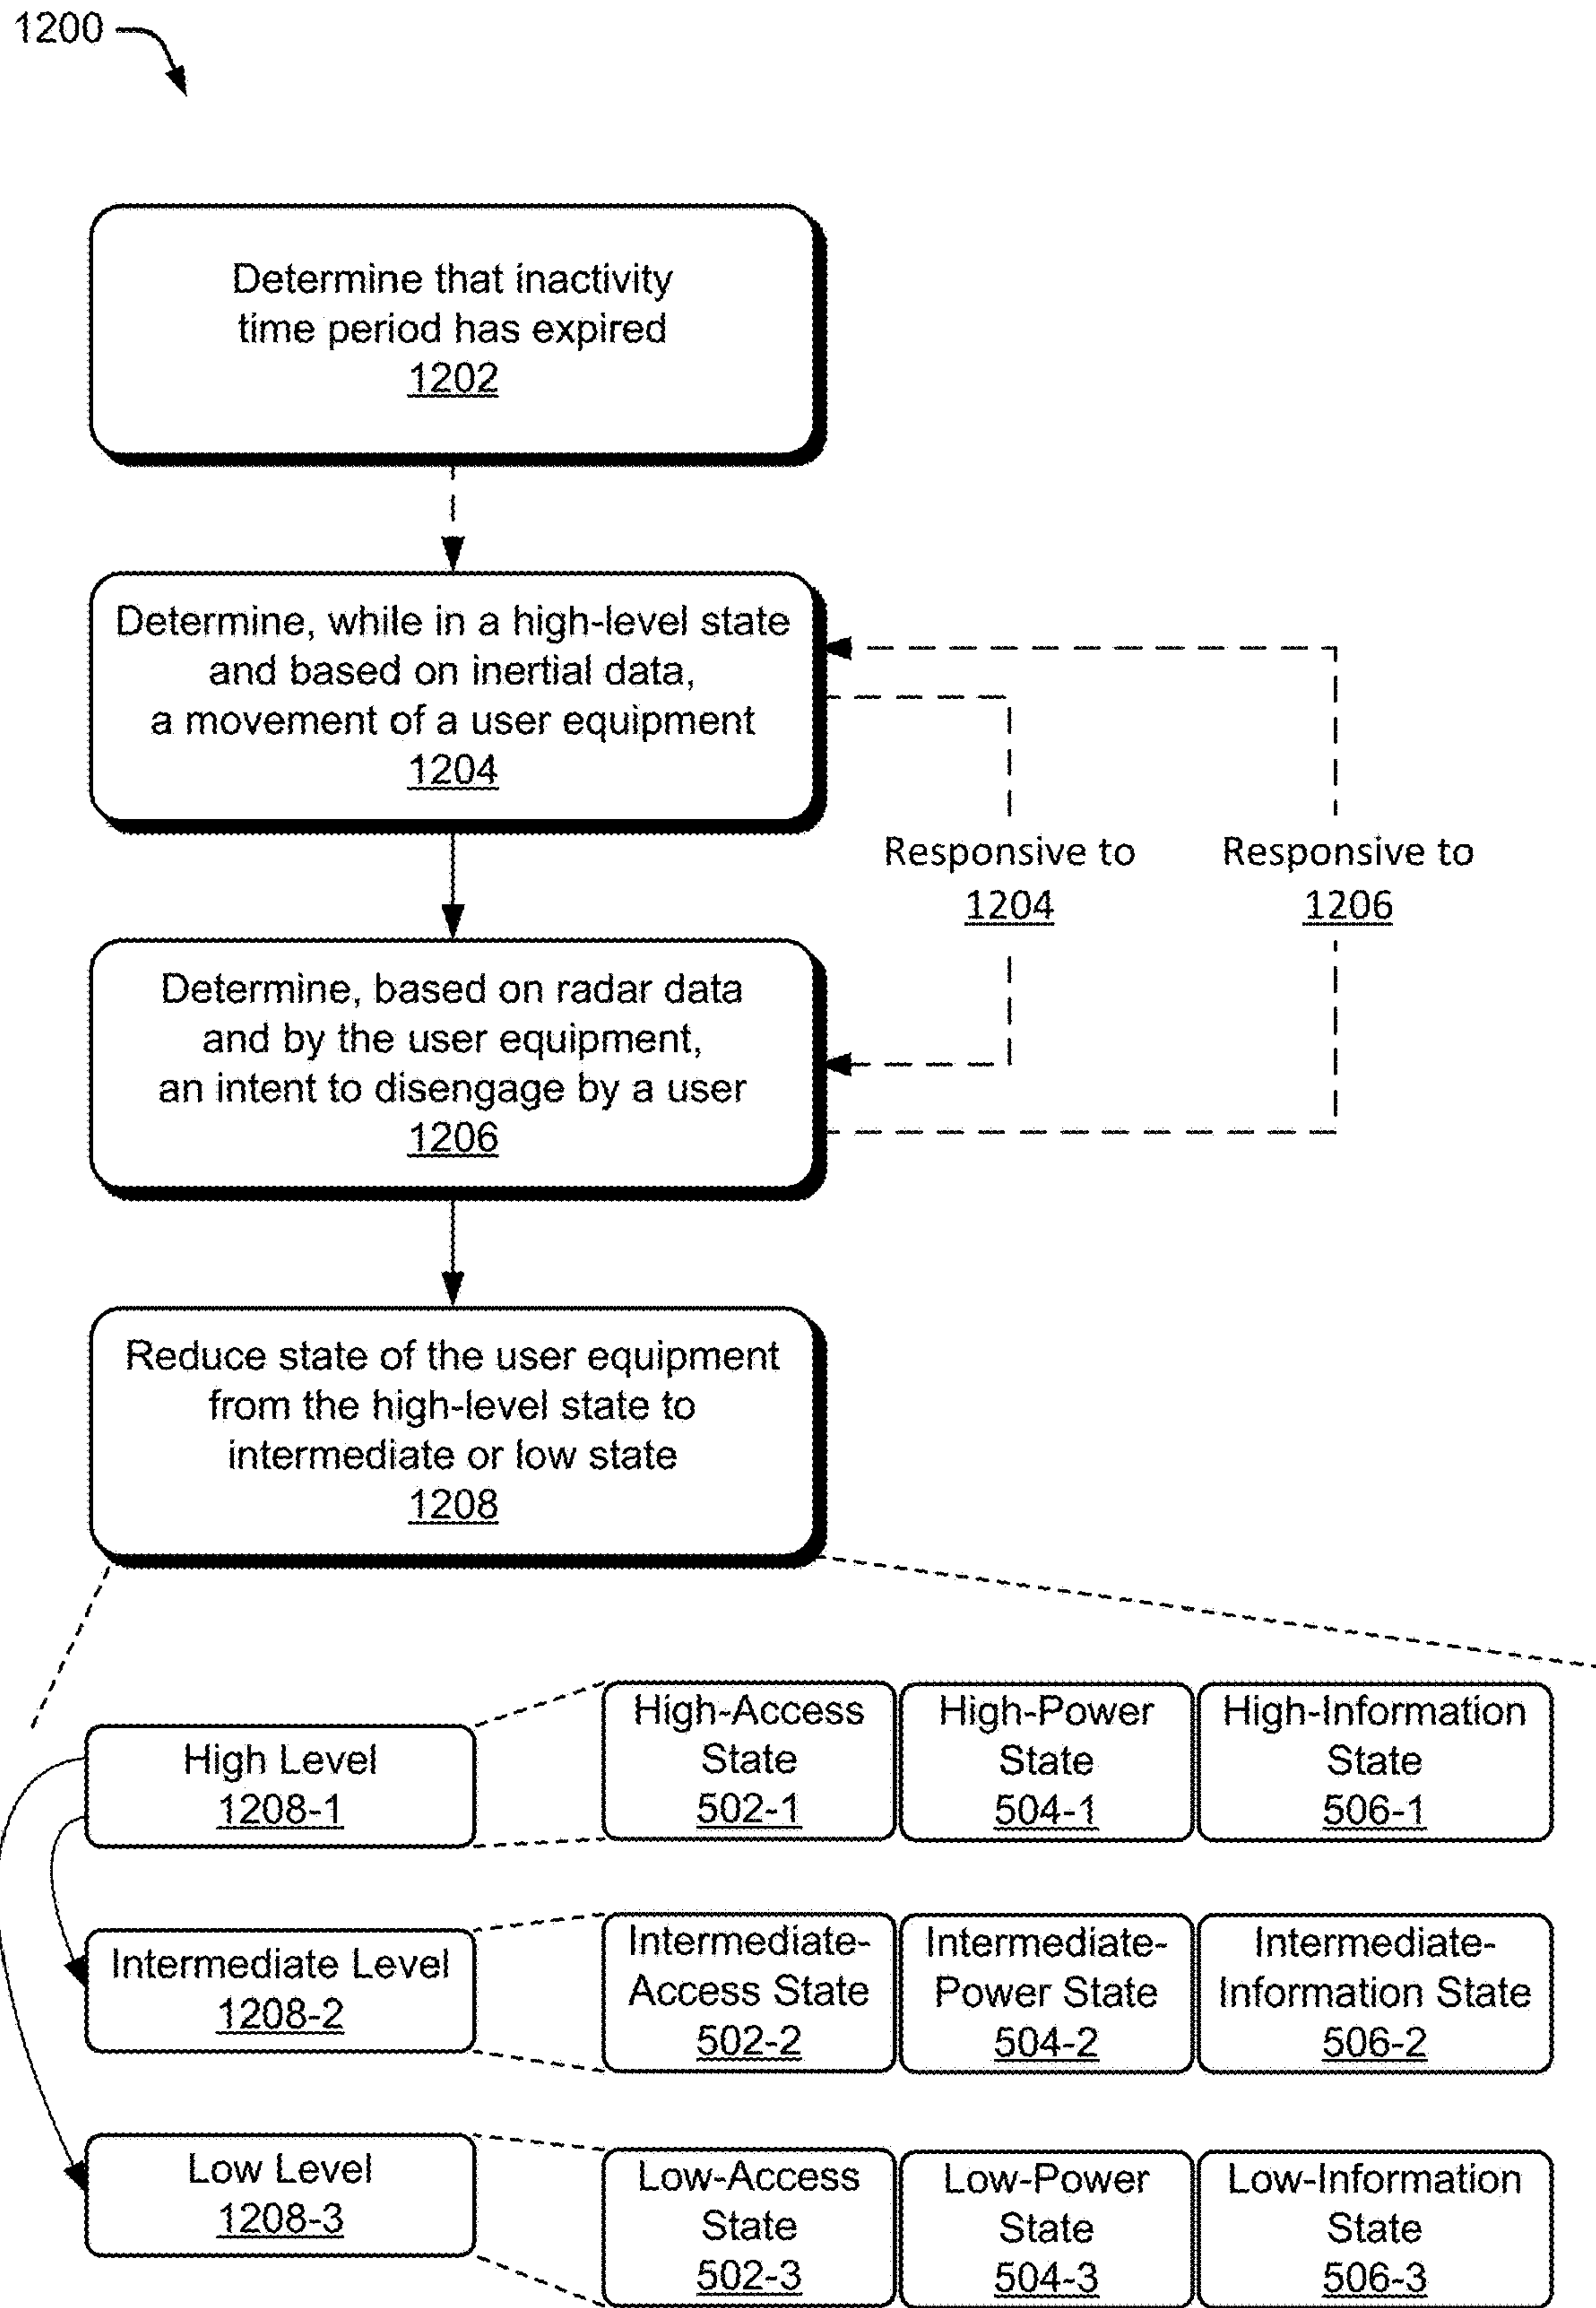 1200
Determine that inactivity
time period has expired
1202
Determine, while in a high-level state
and based on inertial data,
a movement of a user equipment
1204
Responsive to
1204
Responsive to
1206
Determine, based on radar data
and by the user equipment,
an intent to disengage by a user
1206
Reduce state of the user equipment
from the high-level state to
intermediate or low state
1208
High Level
1208-1
High-Access
State
502-1
High-Power
State
504-1
High-Information
State
506-1
Intermediate Level
1208-2
Intermediate-
Access State
502-2
Intermediate-
Power State
504-2
Intermediate-
Information State
506-2
Low Level
1208-3
Low-Access
State
502-3
Low-Power
State
504-3
Low-Information
State
506-3